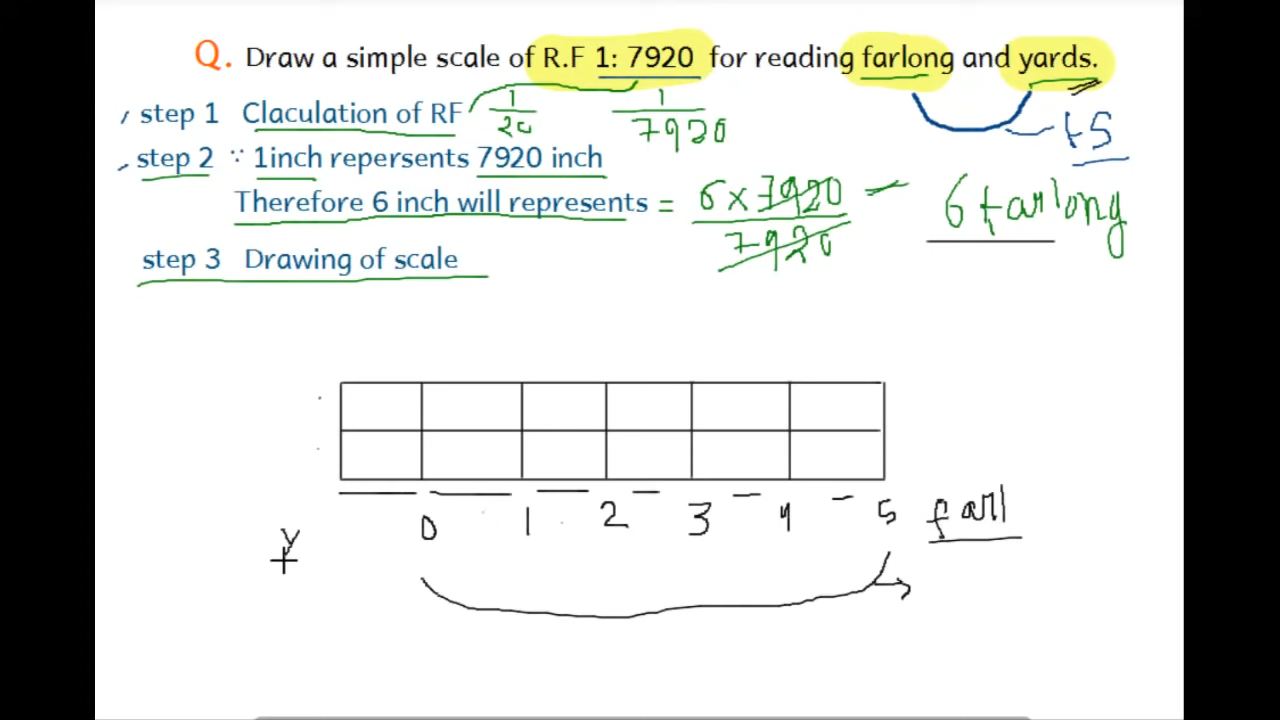 Q. Draw a simple scale of R.F 1: 7920 for reading farlong and yards.
step 1 Claculation of RF 1/20 1/7920
step 2 ∵ 1inch repersents 7920 inch
Therefore 6 inch will represents = 6 x 7920 / 7920 - 6 farlong
step 3 Drawing of scale
0 1 2 3 4 5 farl
Y